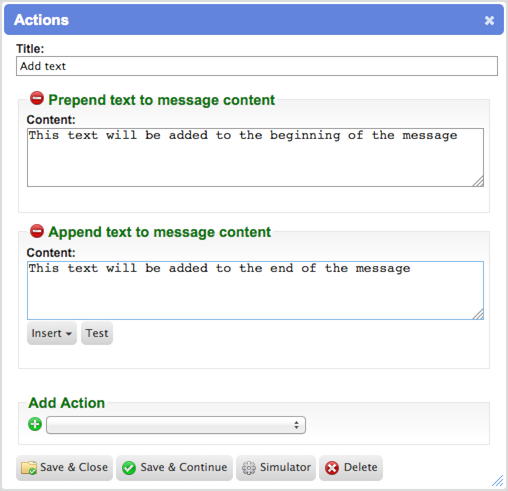 Actions
Title:
Add text
Prepend text to message content
Content:
This text will be added to the beginning of the message
Append text to message content
Content:
This text will be added to the end of the message
Insert Test
Add Action
Save & Close Save & Continue Simulator Delete